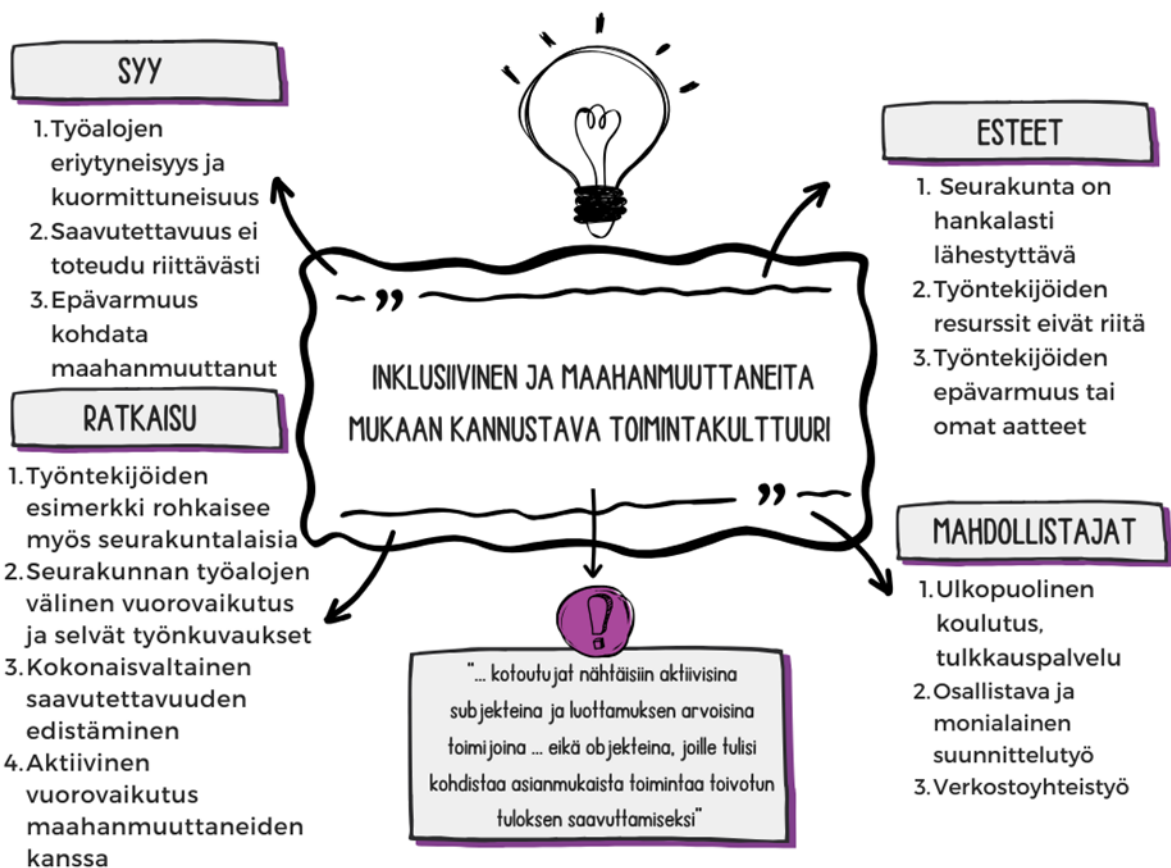 SYY
1. Työalojen
eriytyneisyys ja
kuormittuneisuus
2. Saavutettavuus ei
toteudu riittävästi
3. Epävarmuus
kohdata
maahanmuuttanut
RATKAISU
1. Työntekijöiden
esimerkki rohkaisee
myös seurakuntalaisia
2. Seurakunnan työalojen
välinen vuorovaikutus
ja selvät työnkuvaukset
3. Kokonaisvaltainen
saavutettavuuden
edistäminen
4. Aktiivinen
vuorovaikutus
maahanmuuttaneiden
kanssa
”
INKLUSIIVINEN JA MAAHANMUUTTANEITA
MUKAAN KANNUSTAVA TOIMINTAKULTTUURI
”
!
"... kotoutujat nähtäisiin aktiivisina
subjekteina ja luottamuksen arvoisina
toimijoina ... eikä objekteina, joille tulisi
kohdistaa asianmukaista toimintaa toivotun
tuloksen saavuttamiseksi"
ESTEET
1. Seurakunta on
hankalasti
lähestyttävä
2. Työntekijöiden
resurssit eivät riitä
3. Työntekijöiden
epävarmuus tai
omat aatteet
MAHDOLLISTAJAT
1. Ulkopuolinen
koulutus,
tulkkauspalvelu
2. Osallistava ja
monialainen
suunnittelutyö
3. Verkostoyhteistyö